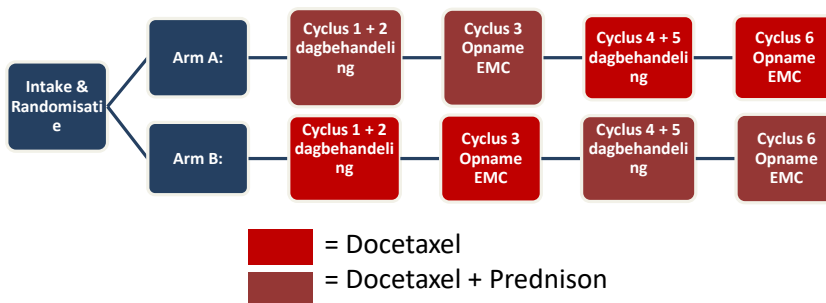 Intake &
Randomisati
e
Arm A:
Cyclus 1 + 2
dagbehandeli
ng
Cyclus 3
Opname
EMC
Cyclus 4 + 5
dagbehandeli
ng
Cyclus 6
Opname
EMC
Arm B:
Cyclus 1 + 2
dagbehandeli
ng
Cyclus 3
Opname
EMC
Cyclus 4 + 5
dagbehandeli
ng
Cyclus 6
Opname
EMC
= Docetaxel
= Docetaxel + Prednison